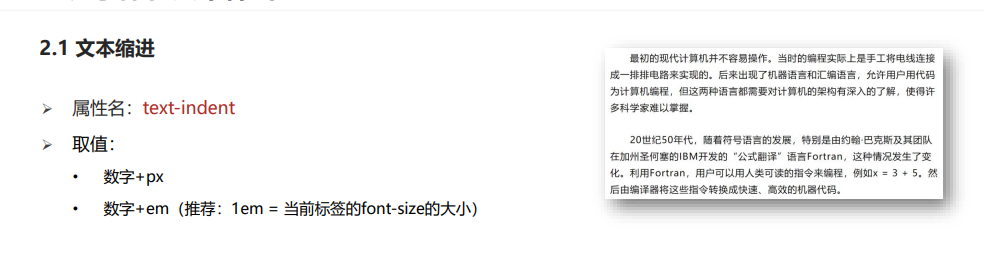 2.1 文本缩进
➢ 属性名：text-indent
➢ 取值：
• 数字+px
• 数字+em（推荐：1em = 当前标签的font-size的大小）
最初的现代计算机并不容易操作。当时的编程实际上是手工将电线连接
成一排排电路来实现的。后来出现了机器语言和汇编语言，允许用户用代码
为计算机编程，但这两种语言都需要对计算机的架构有深入的了解，使得许
多科学家难以掌握。
20世纪50年代，随着符号语言的发展，特别是由约翰·巴克斯及其团队
在加州圣何塞的IBM开发的“公式翻译”语言Fortran，这种情况发生了变
化。利用Fortran，用户可以用人类可读的指令来编程，例如x = 3 + 5。然
后由编译器将这些指令转换成快速、高效的机器代码。